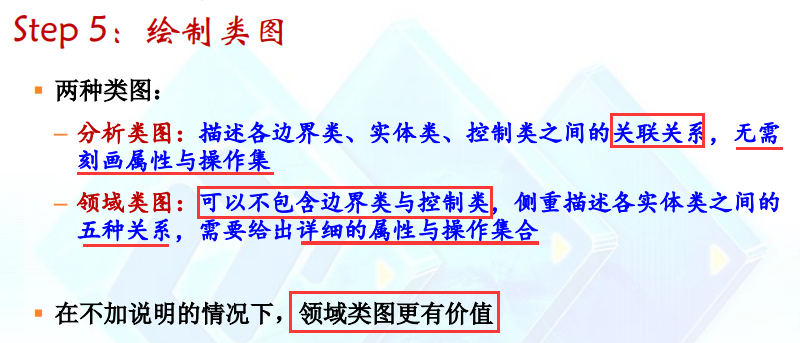 Step 5：绘制类图
▪ 两种类图：
– 分析类图：描述各边界类、实体类、控制类之间的关联关系，无需
刻画属性与操作集
– 领域类图：可以不包含边界类与控制类，侧重描述各实体类之间的
五种关系，需要给出详细的属性与操作集合
▪ 在不加说明的情况下，领域类图更有价值